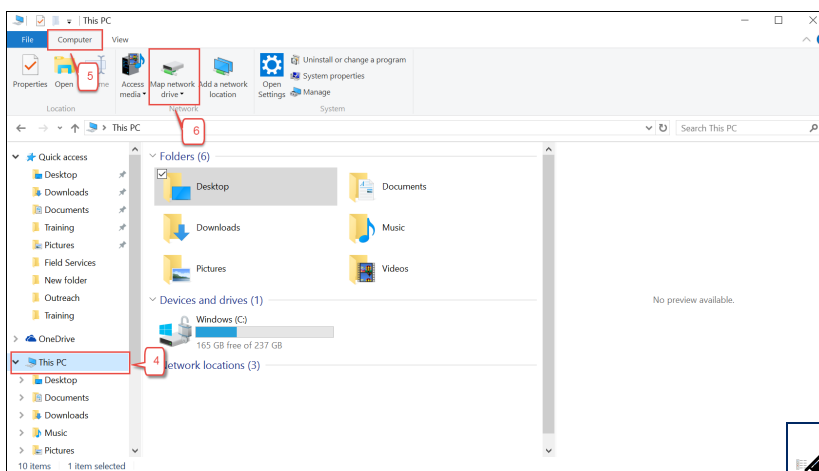 This PC
File Computer View
Properties Open
Access media
Map network drive
Add a network location
Open Settings
Uninstall or change a program
System properties
Manage
Location
Network
System
5
6
This PC
Search This PC
Quick access
Desktop
Downloads
Documents
Training
Pictures
Field Services
New folder
Outreach
Training
OneDrive
This PC
Desktop
Documents
Downloads
Music
Pictures
4
Folders (6)
Desktop
Documents
Downloads
Music
Pictures
Videos
Devices and drives (1)
Windows (C:)
165 GB free of 237 GB
Network locations (3)
No preview available.
10 items 1 item selected